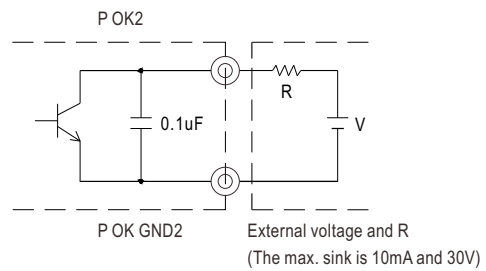 P OK2
R
0.1uF
V
P OK GND2
External voltage and R
(The max. sink is 10mA and 30V)